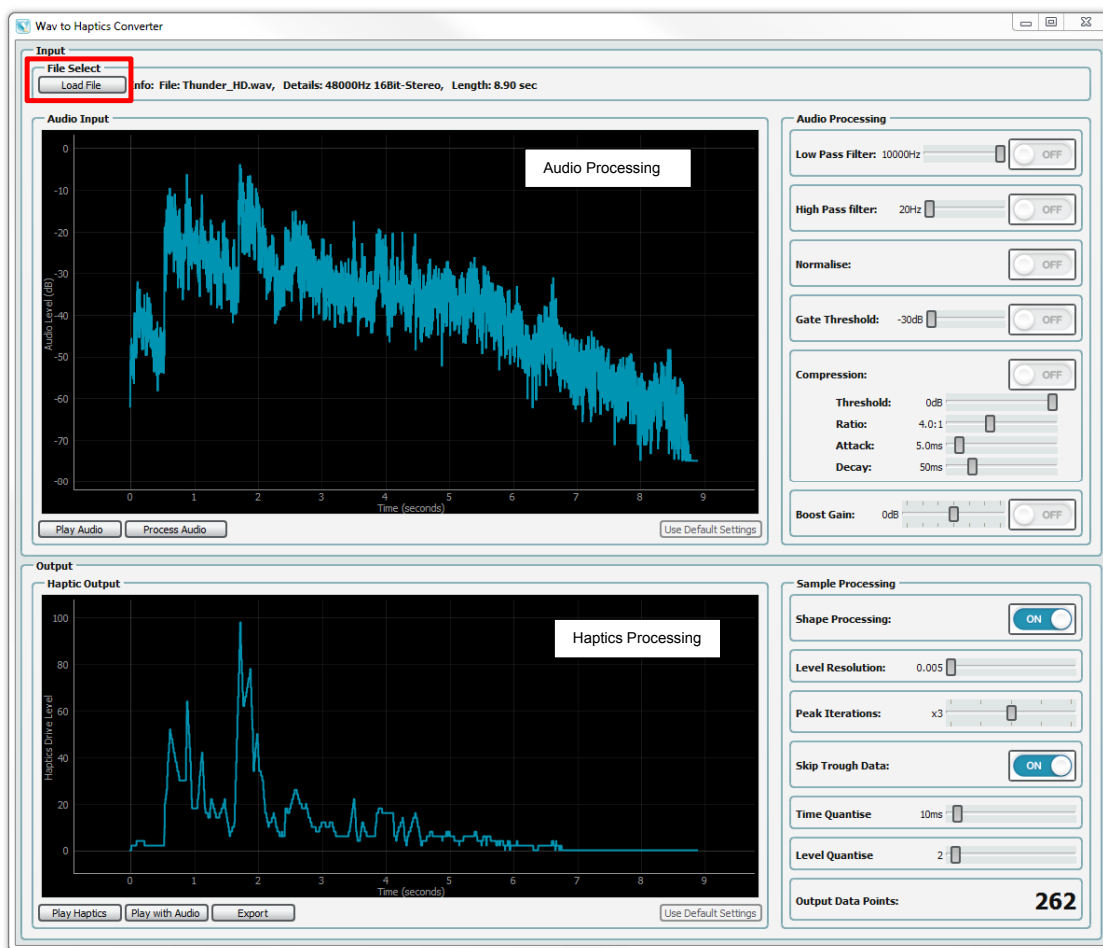 Wav to Haptics Converter
Input
File Select
Load File
Info: File: Thunder_HD.wav, Details: 48000Hz 16Bit-Stereo, Length: 8.90 sec
Audio Input
Audio Processing
0
-10
-20
-30
-40
-50
-60
-70
-80
Audio Level (dB)
0 1 2 3 4 5 6 7 8 9
Time (seconds)
Play Audio
Process Audio
Use Default Settings
Audio Processing
Low Pass Filter: 10000Hz OFF
High Pass filter: 20Hz OFF
Normalise: OFF
Gate Threshold: -30dB OFF
Compression: OFF
Threshold: 0dB
Ratio: 4.0:1
Attack: 5.0ms
Decay: 50ms
Boost Gain: 0dB OFF
Output
Haptic Output
Haptics Processing
100
80
60
40
20
0
Haptics Drive Level
0 1 2 3 4 5 6 7 8 9
Time (seconds)
Play Haptics
Play with Audio
Export
Use Default Settings
Sample Processing
Shape Processing: ON
Level Resolution: 0.005
Peak Iterations: x3
Skip Trough Data: ON
Time Quantise 10ms
Level Quantise 2
Output Data Points: 262